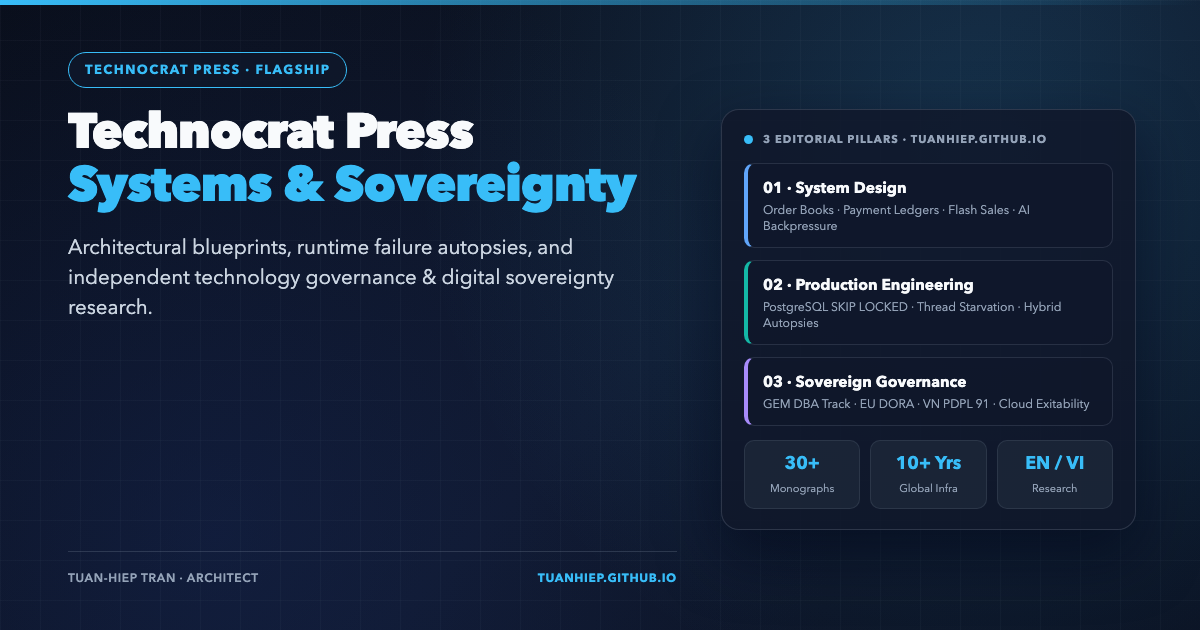 TECHNOCRAT PRESS · FLAGSHIP
Technocrat Press
Systems & Sovereignty
Architectural blueprints, runtime failure autopsies, and
independent technology governance & digital sovereignty
research.
TUAN-HIEP TRAN · ARCHITECT
TUANHIEP.GITHUB.IO
3 EDITORIAL PILLARS · TUANHIEP.GITHUB.IO
01 · System Design
Order Books · Payment Ledgers · Flash Sales · AI
Backpressure
02 · Production Engineering
PostgreSQL SKIP LOCKED · Thread Starvation · Hybrid
Autopsies
03 · Sovereign Governance
GEM DBA Track · EU DORA · VN PDPL 91 · Cloud Exitability
30+
Monographs
10+ Yrs
Global Infra
EN / VI
Research